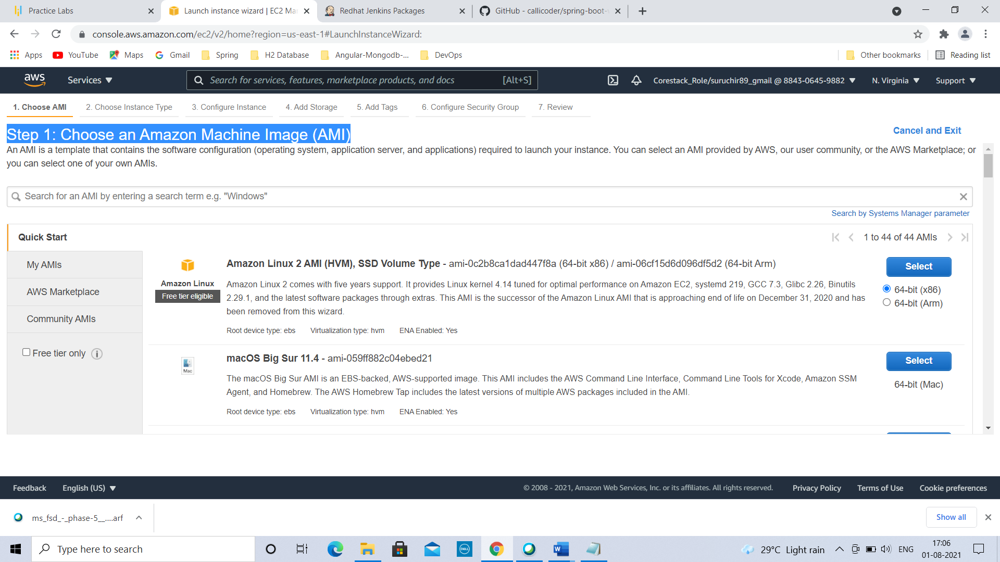 Practice Labs
Launch instance wizard | EC2 Ma
Redhat Jenkins Packages
GitHub - callicoder/spring-boot-
console.aws.amazon.com/ec2/v2/home?region=us-east-1#LaunchInstanceWizard:
Apps
YouTube
Maps
Gmail
Spring
H2 Database
Angular-Mongodb-...
DevOps
Other bookmarks
Reading list
aws
Services
Search for services, features, marketplace products, and docs
[Alt+S]
Corestack_Role/suruchir89_gmail @ 8843-0645-9882
N. Virginia
Support
1. Choose AMI
2. Choose Instance Type
3. Configure Instance
4. Add Storage
5. Add Tags
6. Configure Security Group
7. Review
Step 1: Choose an Amazon Machine Image (AMI)
Cancel and Exit
An AMI is a template that contains the software configuration (operating system, application server, and applications) required to launch your instance. You can select an AMI provided by AWS, our user community, or the AWS Marketplace; or
you can select one of your own AMIs.
Search for an AMI by entering a search term e.g. "Windows"
Search by Systems Manager parameter
Quick Start
1 to 44 of 44 AMIs
My AMIs
AWS Marketplace
Community AMIs
Free tier only
Amazon Linux
Free tier eligible
Amazon Linux 2 AMI (HVM), SSD Volume Type - ami-0c2b8ca1dad447f8a (64-bit x86) / ami-06cf15d6d096df5d2 (64-bit Arm)
Amazon Linux 2 comes with five years support. It provides Linux kernel 4.14 tuned for optimal performance on Amazon EC2, systemd 219, GCC 7.3, Glibc 2.26, Binutils
2.29.1, and the latest software packages through extras. This AMI is the successor of the Amazon Linux AMI that is approaching end of life on December 31, 2020 and has
been removed from this wizard.
Root device type: ebs
Virtualization type: hvm
ENA Enabled: Yes
Select
64-bit (x86)
64-bit (Arm)
Mac
macOS Big Sur 11.4 - ami-059ff882c04ebed21
The macOS Big Sur AMI is an EBS-backed, AWS-supported image. This AMI includes the AWS Command Line Interface, Command Line Tools for Xcode, Amazon SSM
Agent, and Homebrew. The AWS Homebrew Tap includes the latest versions of multiple AWS packages included in the AMI.
Root device type: ebs
Virtualization type: hvm
ENA Enabled: Yes
Select
64-bit (Mac)
Feedback
English (US)
© 2008 - 2021, Amazon Web Services, Inc. or its affiliates. All rights reserved.
Privacy Policy
Terms of Use
Cookie preferences
ms_fsd_-_phase-5__....arf
Show all
Type here to search
DELL
W
29°C Light rain
ENG
17:06
01-08-2021